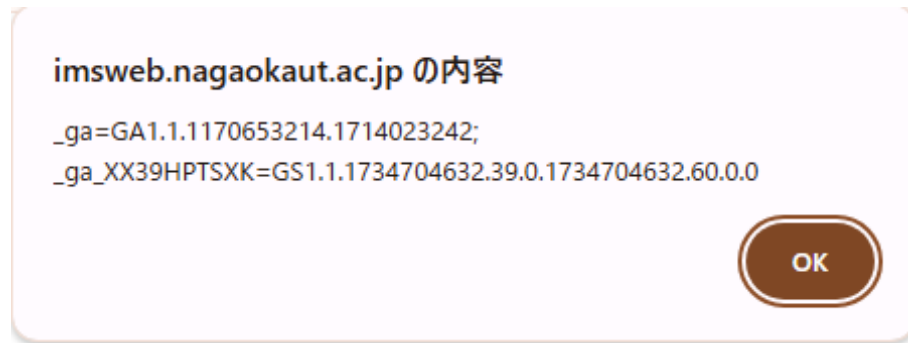 imsweb.nagaokaut.ac.jp の内容
_ga=GA1.1.1170653214.1714023242;
_ga_XX39HPTSXK=GS1.1.1734704632.39.0.1734704632.60.0.0
OK